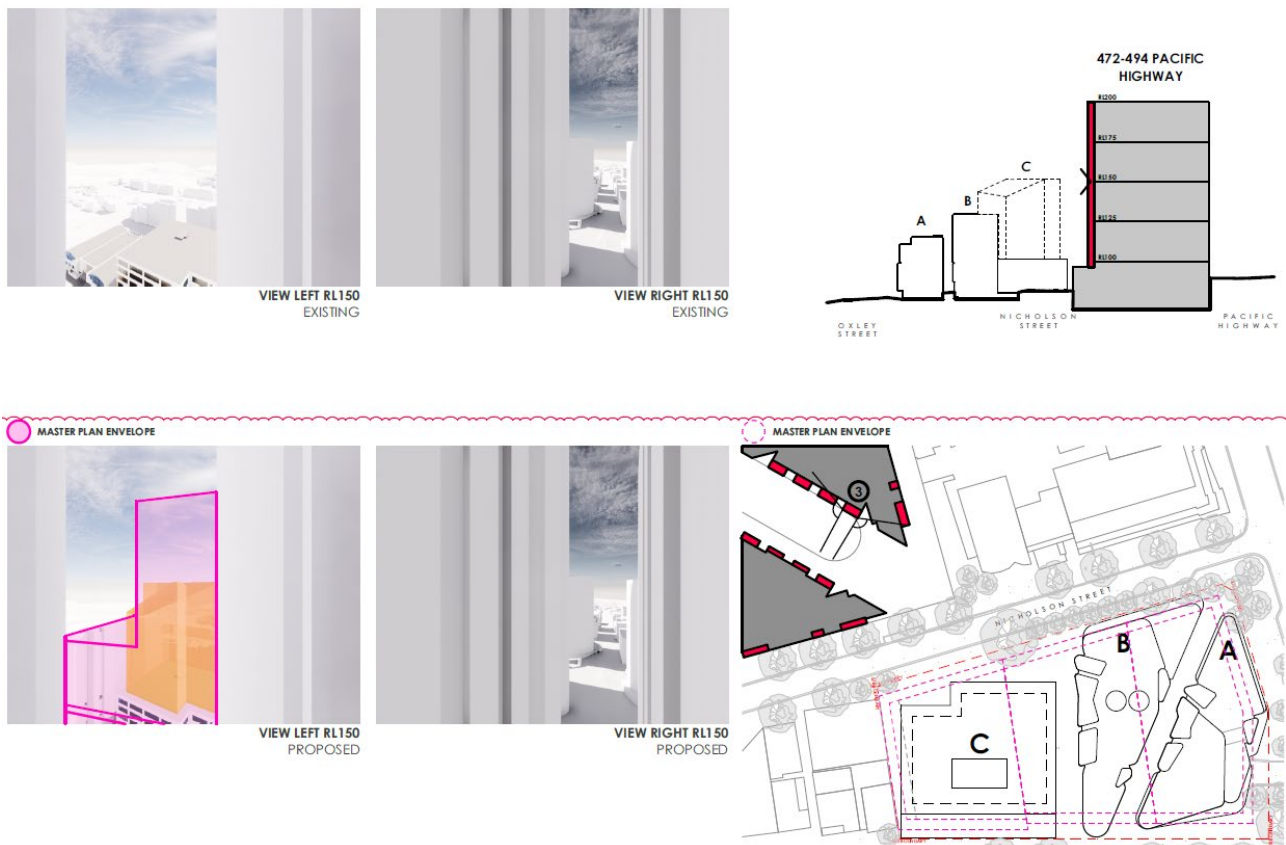 VIEW LEFT RL150
EXISTING
VIEW RIGHT RL150
EXISTING
472-494 PACIFIC
HIGHWAY
RL200
RL175
RL150
RL125
RL100
A
B
C
OXLEY
STREET
NICHOLSON
STREET
PACIFIC
HIGHWAY
MASTER PLAN ENVELOPE
MASTER PLAN ENVELOPE
VIEW LEFT RL150
PROPOSED
VIEW RIGHT RL150
PROPOSED
3
NICHOLSON STREET
B
A
C